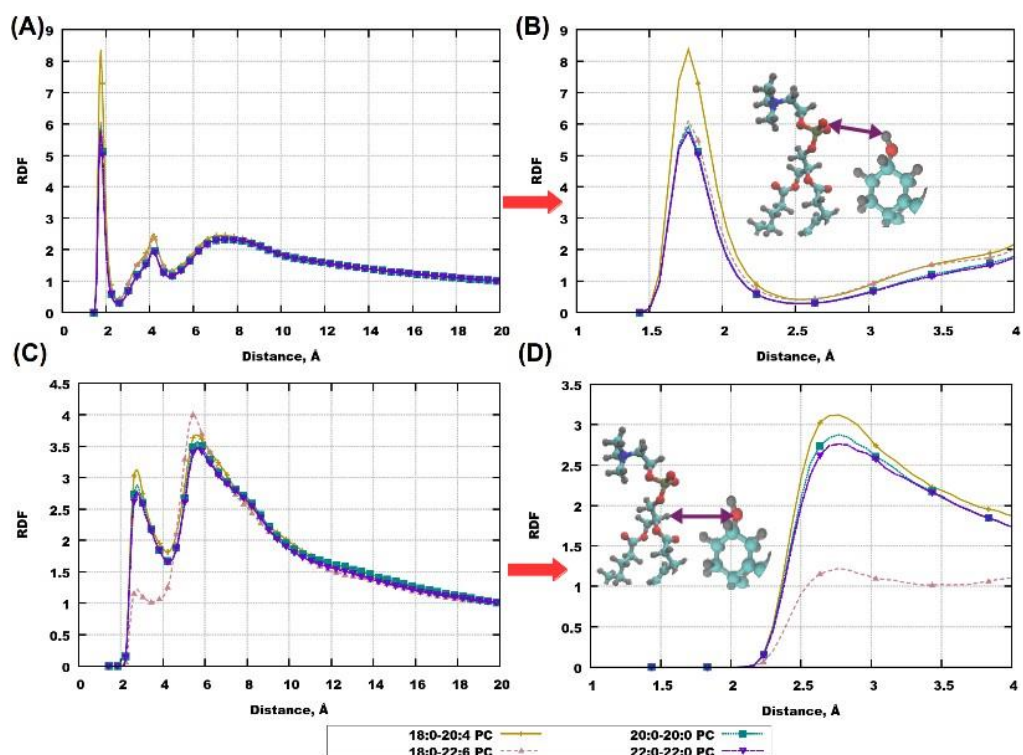 (A)
9
8
7
6
5
4
3
2
1
0
RDF
0 2 4 6 8 10 12 14 16 18 20
Distance, Å
(B)
9
8
7
6
5
4
3
2
1
0
RDF
1 1.5 2 2.5 3 3.5 4
Distance, Å
(C)
4.5
4
3.5
3
2.5
2
1.5
1
0.5
0
RDF
0 2 4 6 8 10 12 14 16 18 20
Distance, Å
(D)
3.5
3
2.5
2
1.5
1
0.5
0
RDF
1 1.5 2 2.5 3 3.5 4
Distance, Å
18:0-20:4 PC
20:0-20:0 PC
18:0-22:6 PC
22:0-22:0 PC